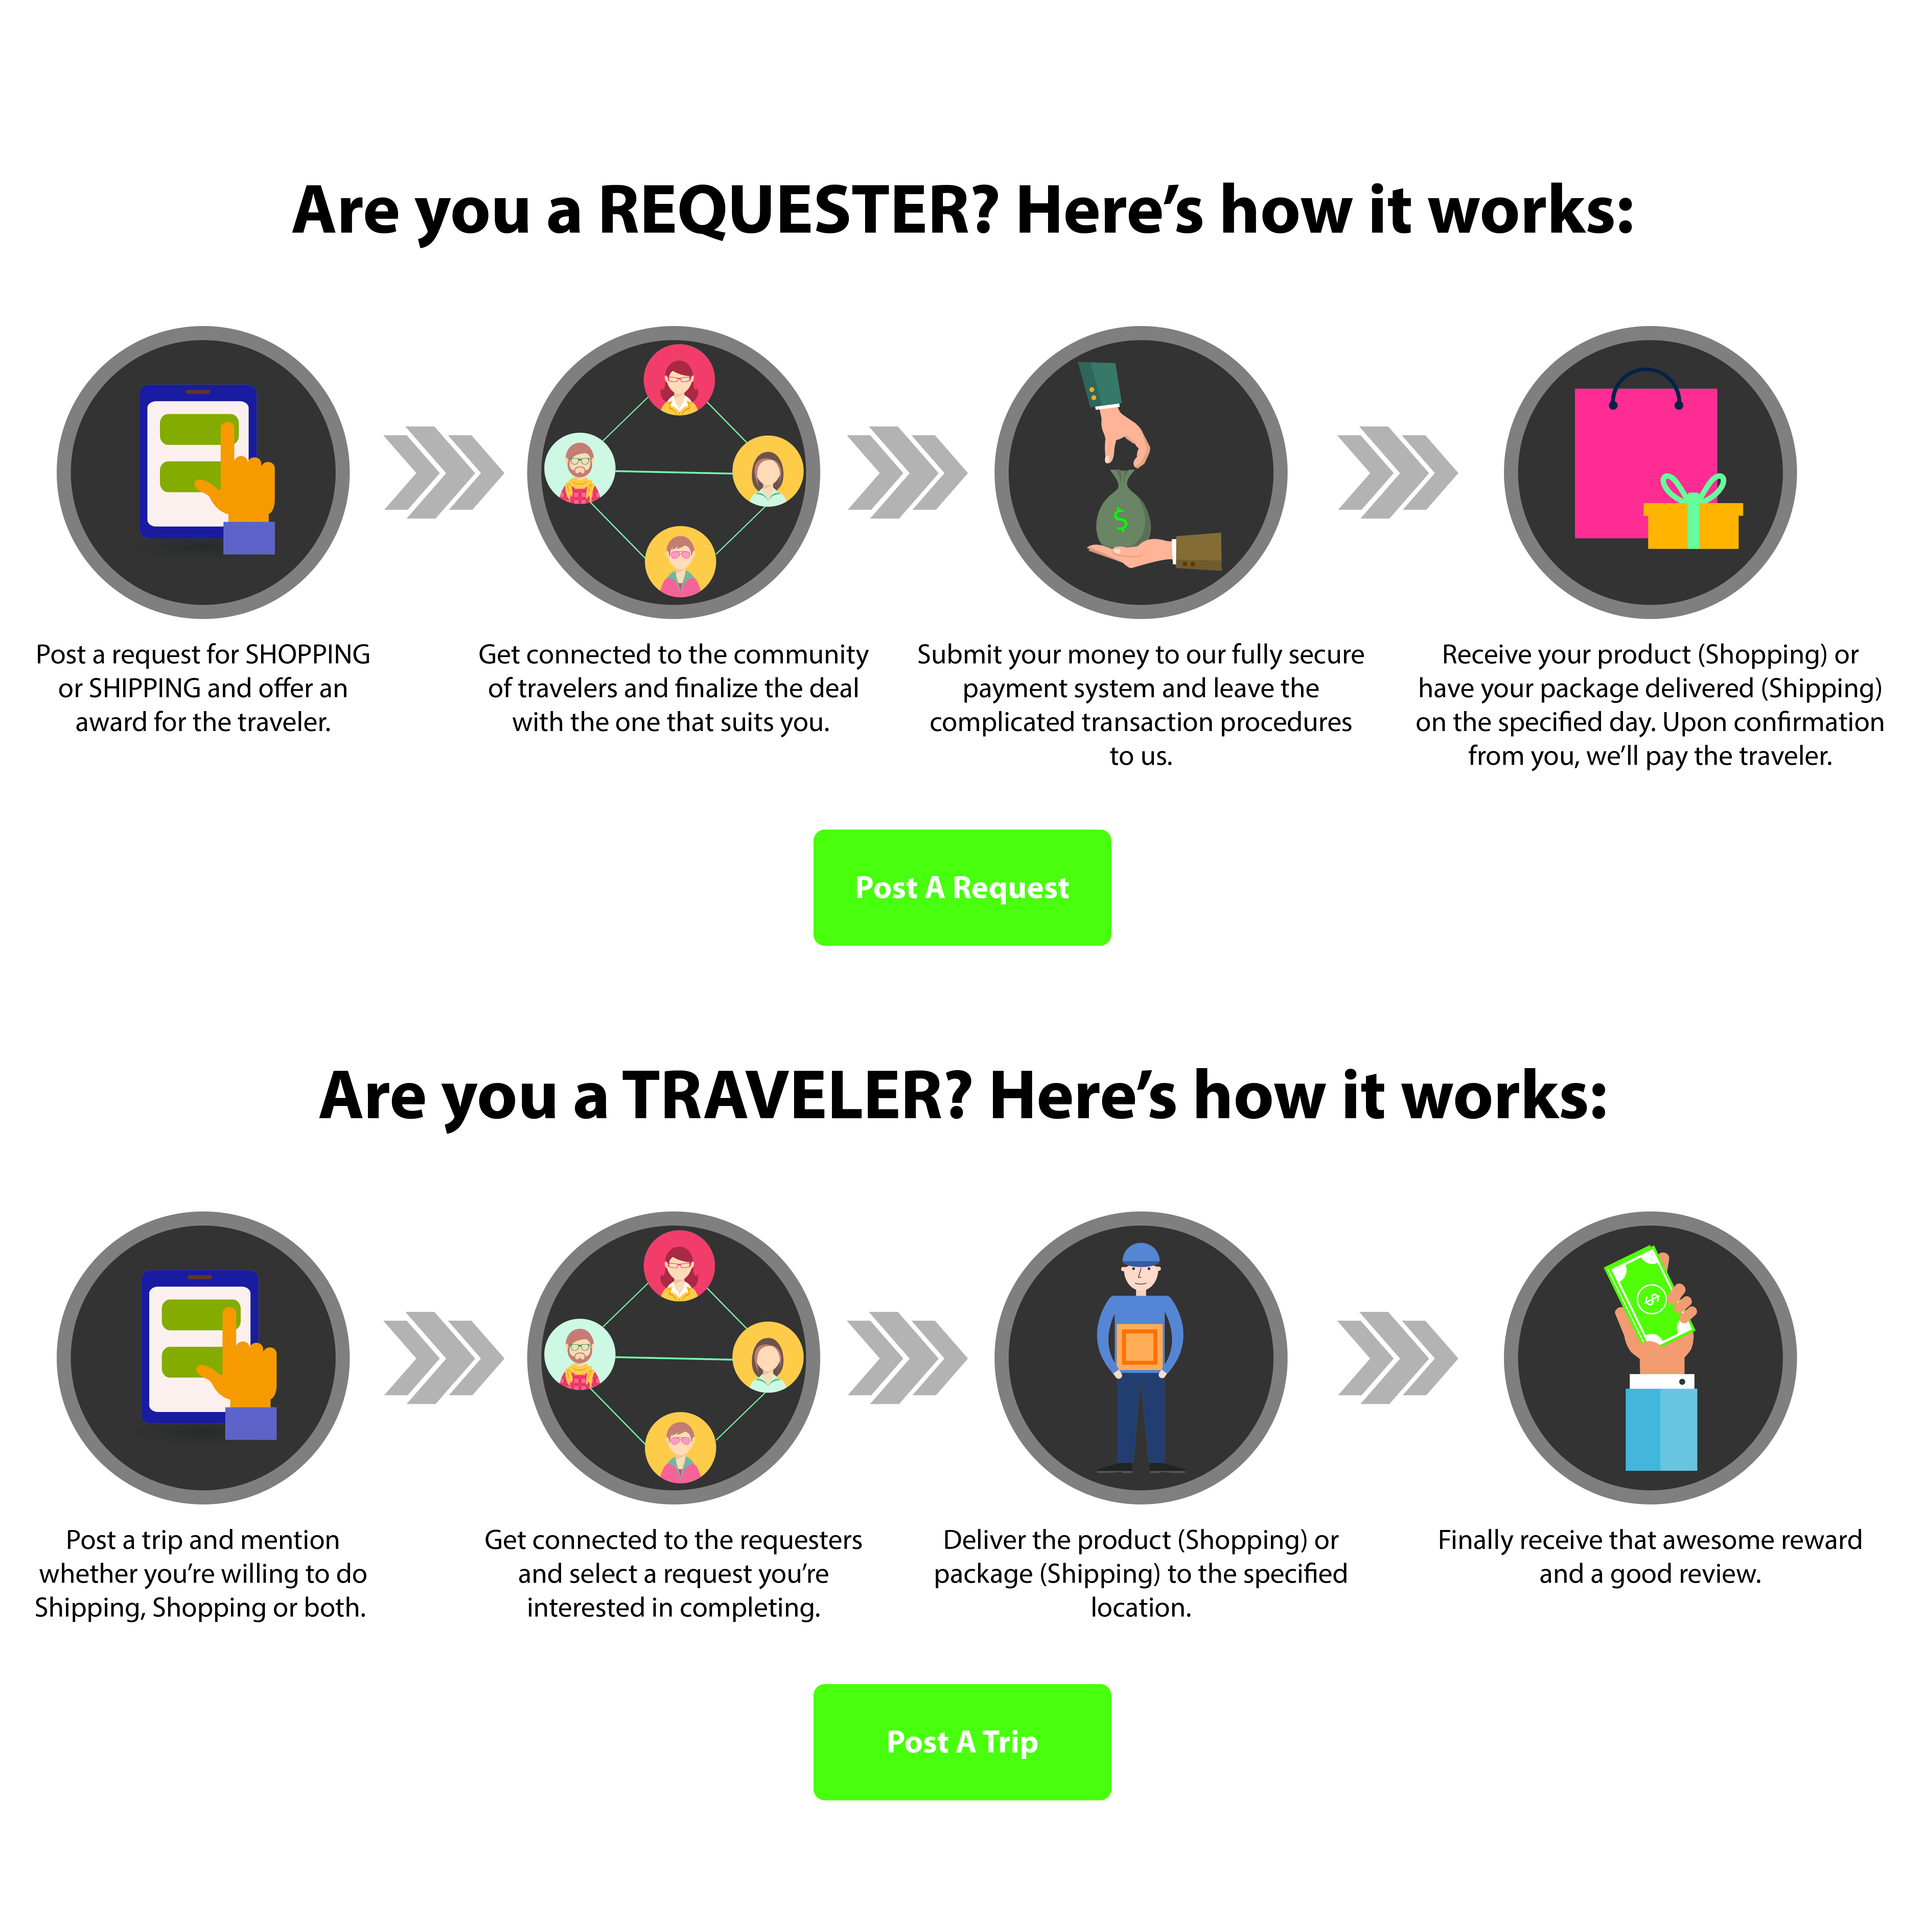 Are you a REQUESTER? Here’s how it works:
Post a request for SHOPPING
or SHIPPING and offer an
award for the traveler.
Get connected to the community
of travelers and finalize the deal
with the one that suits you.
$
Submit your money to our fully secure
payment system and leave the
complicated transaction procedures
to us.
Receive your product (Shopping) or
have your package delivered (Shipping)
on the specified day. Upon confirmation
from you, we’ll pay the traveler.
Post A Request
Are you a TRAVELER? Here’s how it works:
Post a trip and mention
whether you’re willing to do
Shipping, Shopping or both.
Get connected to the requesters
and select a request you’re
interested in completing.
Deliver the product (Shopping) or
package (Shipping) to the specified
location.
$
Finally receive that awesome reward
and a good review.
Post A Trip